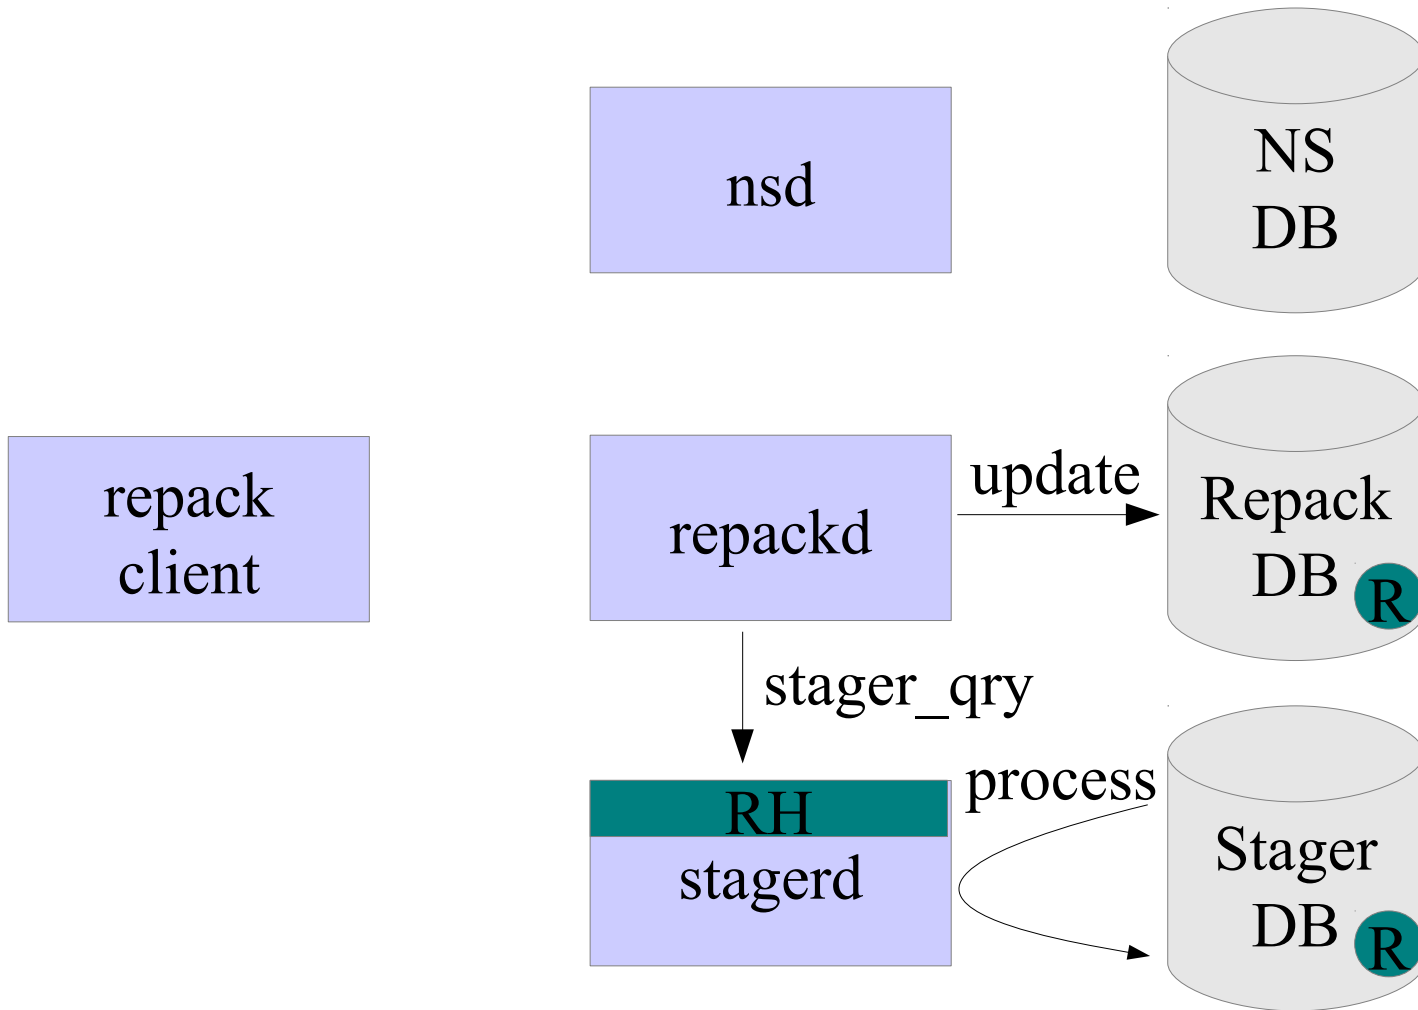 nsd
NS
DB
repack
client
repackd
update
Repack
DB
R
stager_qry
RH
stagerd
process
Stager
DB
R